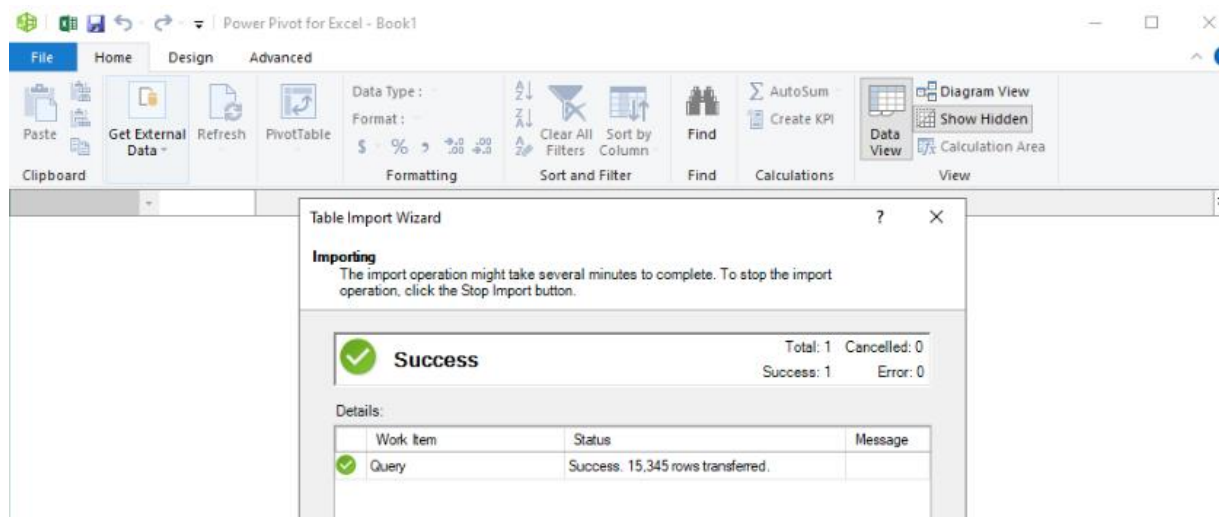 Power Pivot for Excel - Book1
File Home Design Advanced
Paste
Get External Data
Refresh
PivotTable
Data Type :
Format :
$ % 
Clear All Filters
Sort by Column
Find
AutoSum
Create KPI
Data View
Diagram View
Show Hidden
Calculation Area
Clipboard Formatting Sort and Filter Find Calculations View
Table Import Wizard ?
Importing
The import operation might take several minutes to complete. To stop the import
operation, click the Stop Import button.
Success
Total: 1 Cancelled: 0
Success: 1 Error: 0
Details:
Work Item Status Message
Query Success. 15,345 rows transferred.